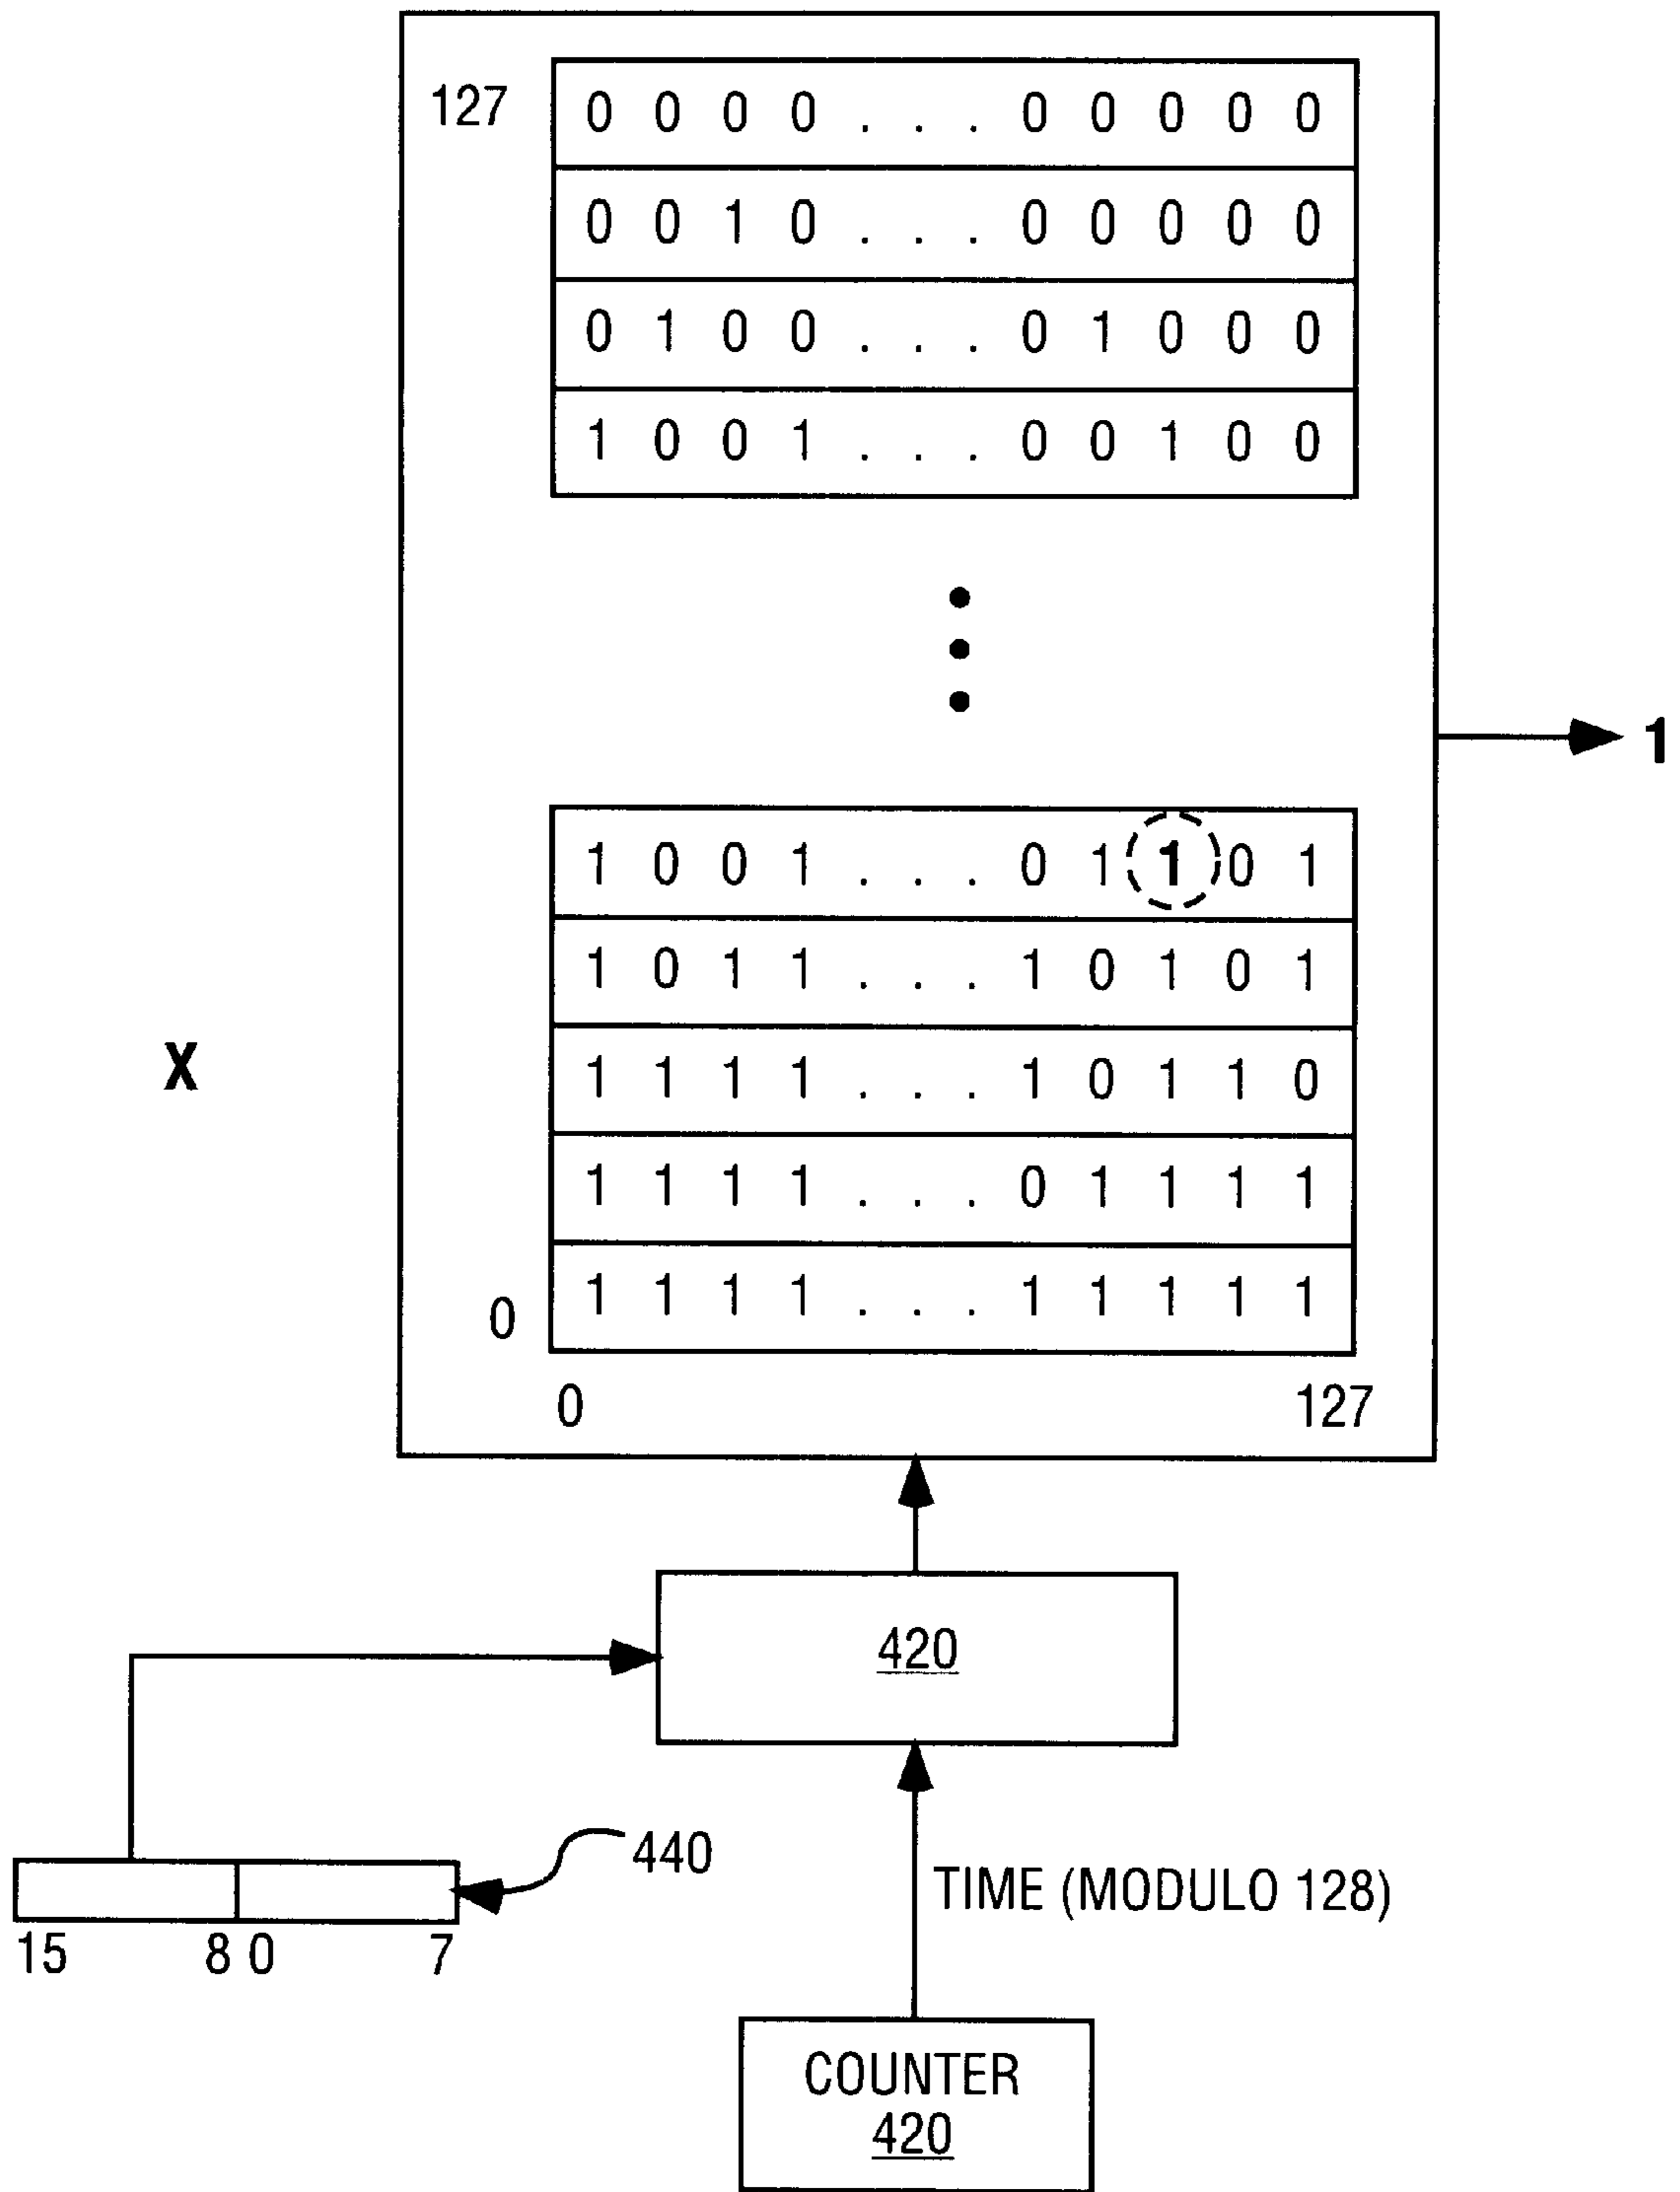 127
0 0 0 0 . . . 0 0 0 0 0
0 0 1 0 . . . 0 0 0 0 0
0 1 0 0 . . . 0 1 0 0 0
1 0 0 1 . . . 0 0 1 0 0
1
1 0 0 1 . . . 0 1 1 0 1
1 0 1 1 . . . 1 0 1 0 1
X
1 1 1 1 . . . 1 0 1 1 0
1 1 1 1 . . . 0 1 1 1 1
0
1 1 1 1 . . . 1 1 1 1 1
0 127
420
440
TIME (MODULO 128)
15 8 0 7
COUNTER
420